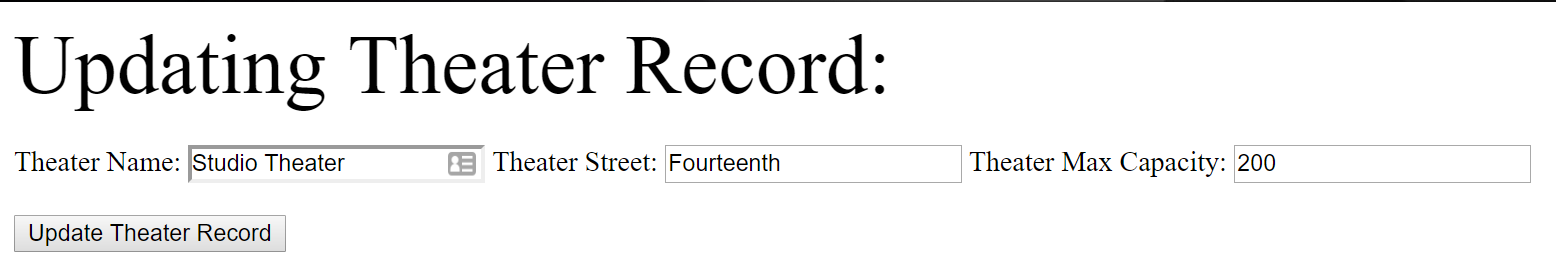 Updating Theater Record:
Theater Name: Studio Theater Theater Street: Fourteenth Theater Max Capacity: 200
Update Theater Record